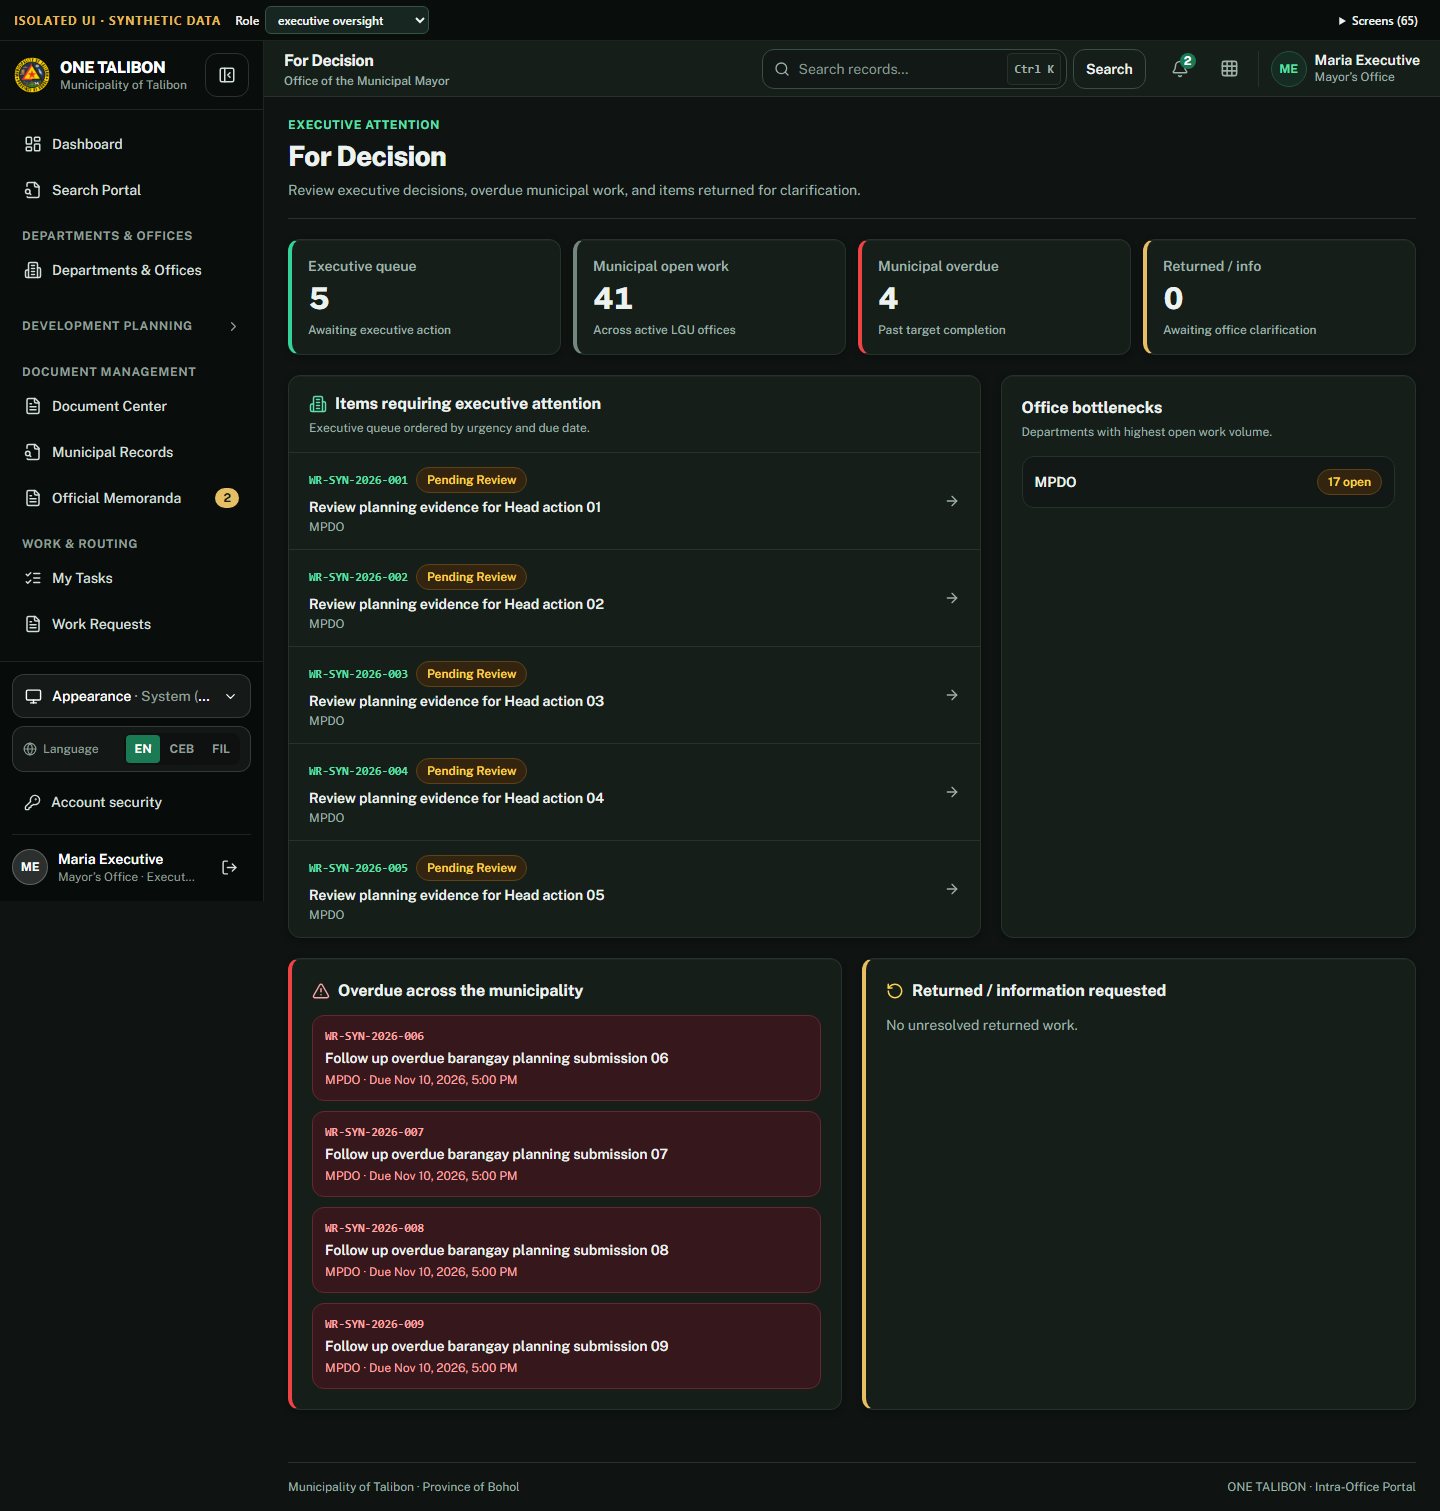 ISOLATED UI · SYNTHETIC DATA Role executive oversight Screens (65)
ONE TALIBON
Municipality of Talibon
Dashboard
Search Portal
DEPARTMENTS & OFFICES
Departments & Offices
DEVELOPMENT PLANNING
DOCUMENT MANAGEMENT
Document Center
Municipal Records
Official Memoranda 2
WORK & ROUTING
My Tasks
Work Requests
Appearance · System (...
Language EN CEB FIL
Account security
ME Maria Executive
Mayor's Office · Execut...
For Decision
Office of the Municipal Mayor
Search records... Ctrl K Search 2
ME Maria Executive
Mayor's Office
EXECUTIVE ATTENTION
For Decision
Review executive decisions, overdue municipal work, and items returned for clarification.
Executive queue
5
Awaiting executive action
Municipal open work
41
Across active LGU offices
Municipal overdue
4
Past target completion
Returned / info
0
Awaiting office clarification
Items requiring executive attention
Executive queue ordered by urgency and due date.
WR-SYN-2026-001 Pending Review
Review planning evidence for Head action 01
MPDO
WR-SYN-2026-002 Pending Review
Review planning evidence for Head action 02
MPDO
WR-SYN-2026-003 Pending Review
Review planning evidence for Head action 03
MPDO
WR-SYN-2026-004 Pending Review
Review planning evidence for Head action 04
MPDO
WR-SYN-2026-005 Pending Review
Review planning evidence for Head action 05
MPDO
Office bottlenecks
Departments with highest open work volume.
MPDO 17 open
Overdue across the municipality
WR-SYN-2026-006
Follow up overdue barangay planning submission 06
MPDO · Due Nov 10, 2026, 5:00 PM
WR-SYN-2026-007
Follow up overdue barangay planning submission 07
MPDO · Due Nov 10, 2026, 5:00 PM
WR-SYN-2026-008
Follow up overdue barangay planning submission 08
MPDO · Due Nov 10, 2026, 5:00 PM
WR-SYN-2026-009
Follow up overdue barangay planning submission 09
MPDO · Due Nov 10, 2026, 5:00 PM
Returned / information requested
No unresolved returned work.
Municipality of Talibon · Province of Bohol
ONE TALIBON · Intra-Office Portal